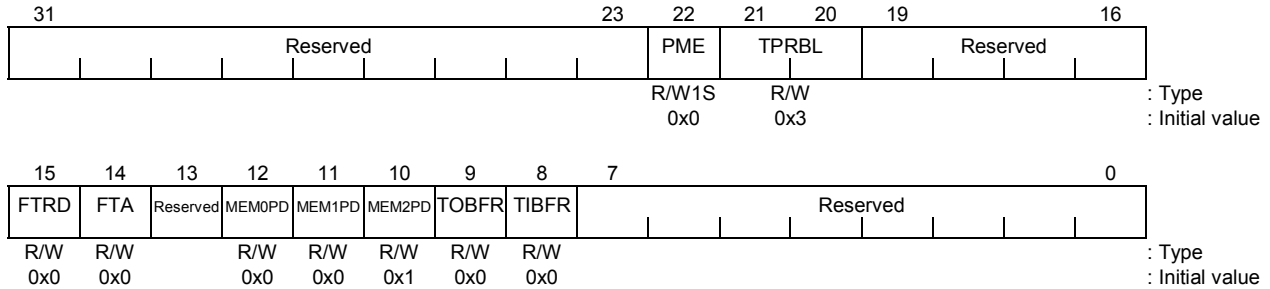 31 23 22 21 20 19 16
Reserved PME TPRBL Reserved
R/W1S R/W : Type
0x0 0x3 : Initial value
15 14 13 12 11 10 9 8 7 0
FTRD FTA Reserved MEM0PD MEM1PD MEM2PD TOBFR TIBFR Reserved
R/W R/W R/W R/W R/W R/W R/W : Type
0x0 0x0 0x0 0x0 0x1 0x0 0x0 : Initial value